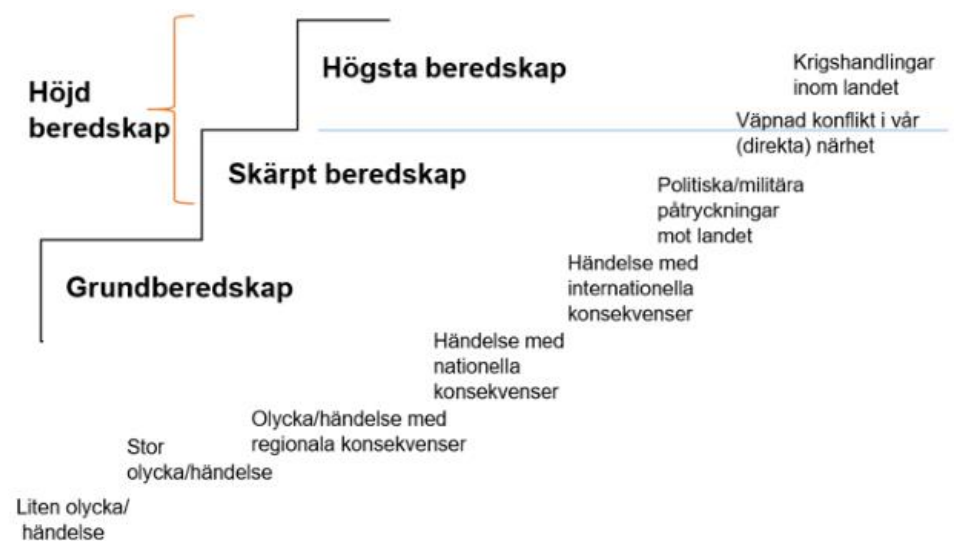 Höjd
beredskap
Högsta beredskap
Skärpt beredskap
Grundberedskap
Krigshandlingar
inom landet
Väpnad konflikt i vår
(direkta) närhet
Politiska/militära
påtryckningar
mot landet
Händelse med
internationella
konsekvenser
Händelse med
nationella
konsekvenser
Olycka/händelse med
regionala konsekvenser
Stor
olycka/händelse
Liten olycka/
händelse